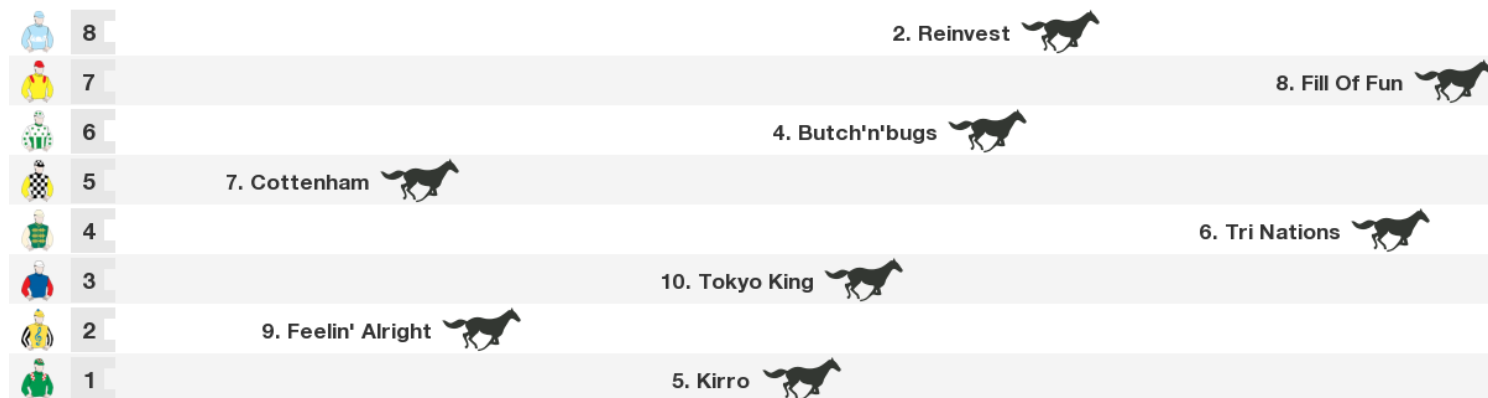 8 2. Reinvest
7 8. Fill Of Fun
6 4. Butch'n'bugs
5 7. Cottenham
4 6. Tri Nations
3 10. Tokyo King
2 9. Feelin' Alright
1 5. Kirro